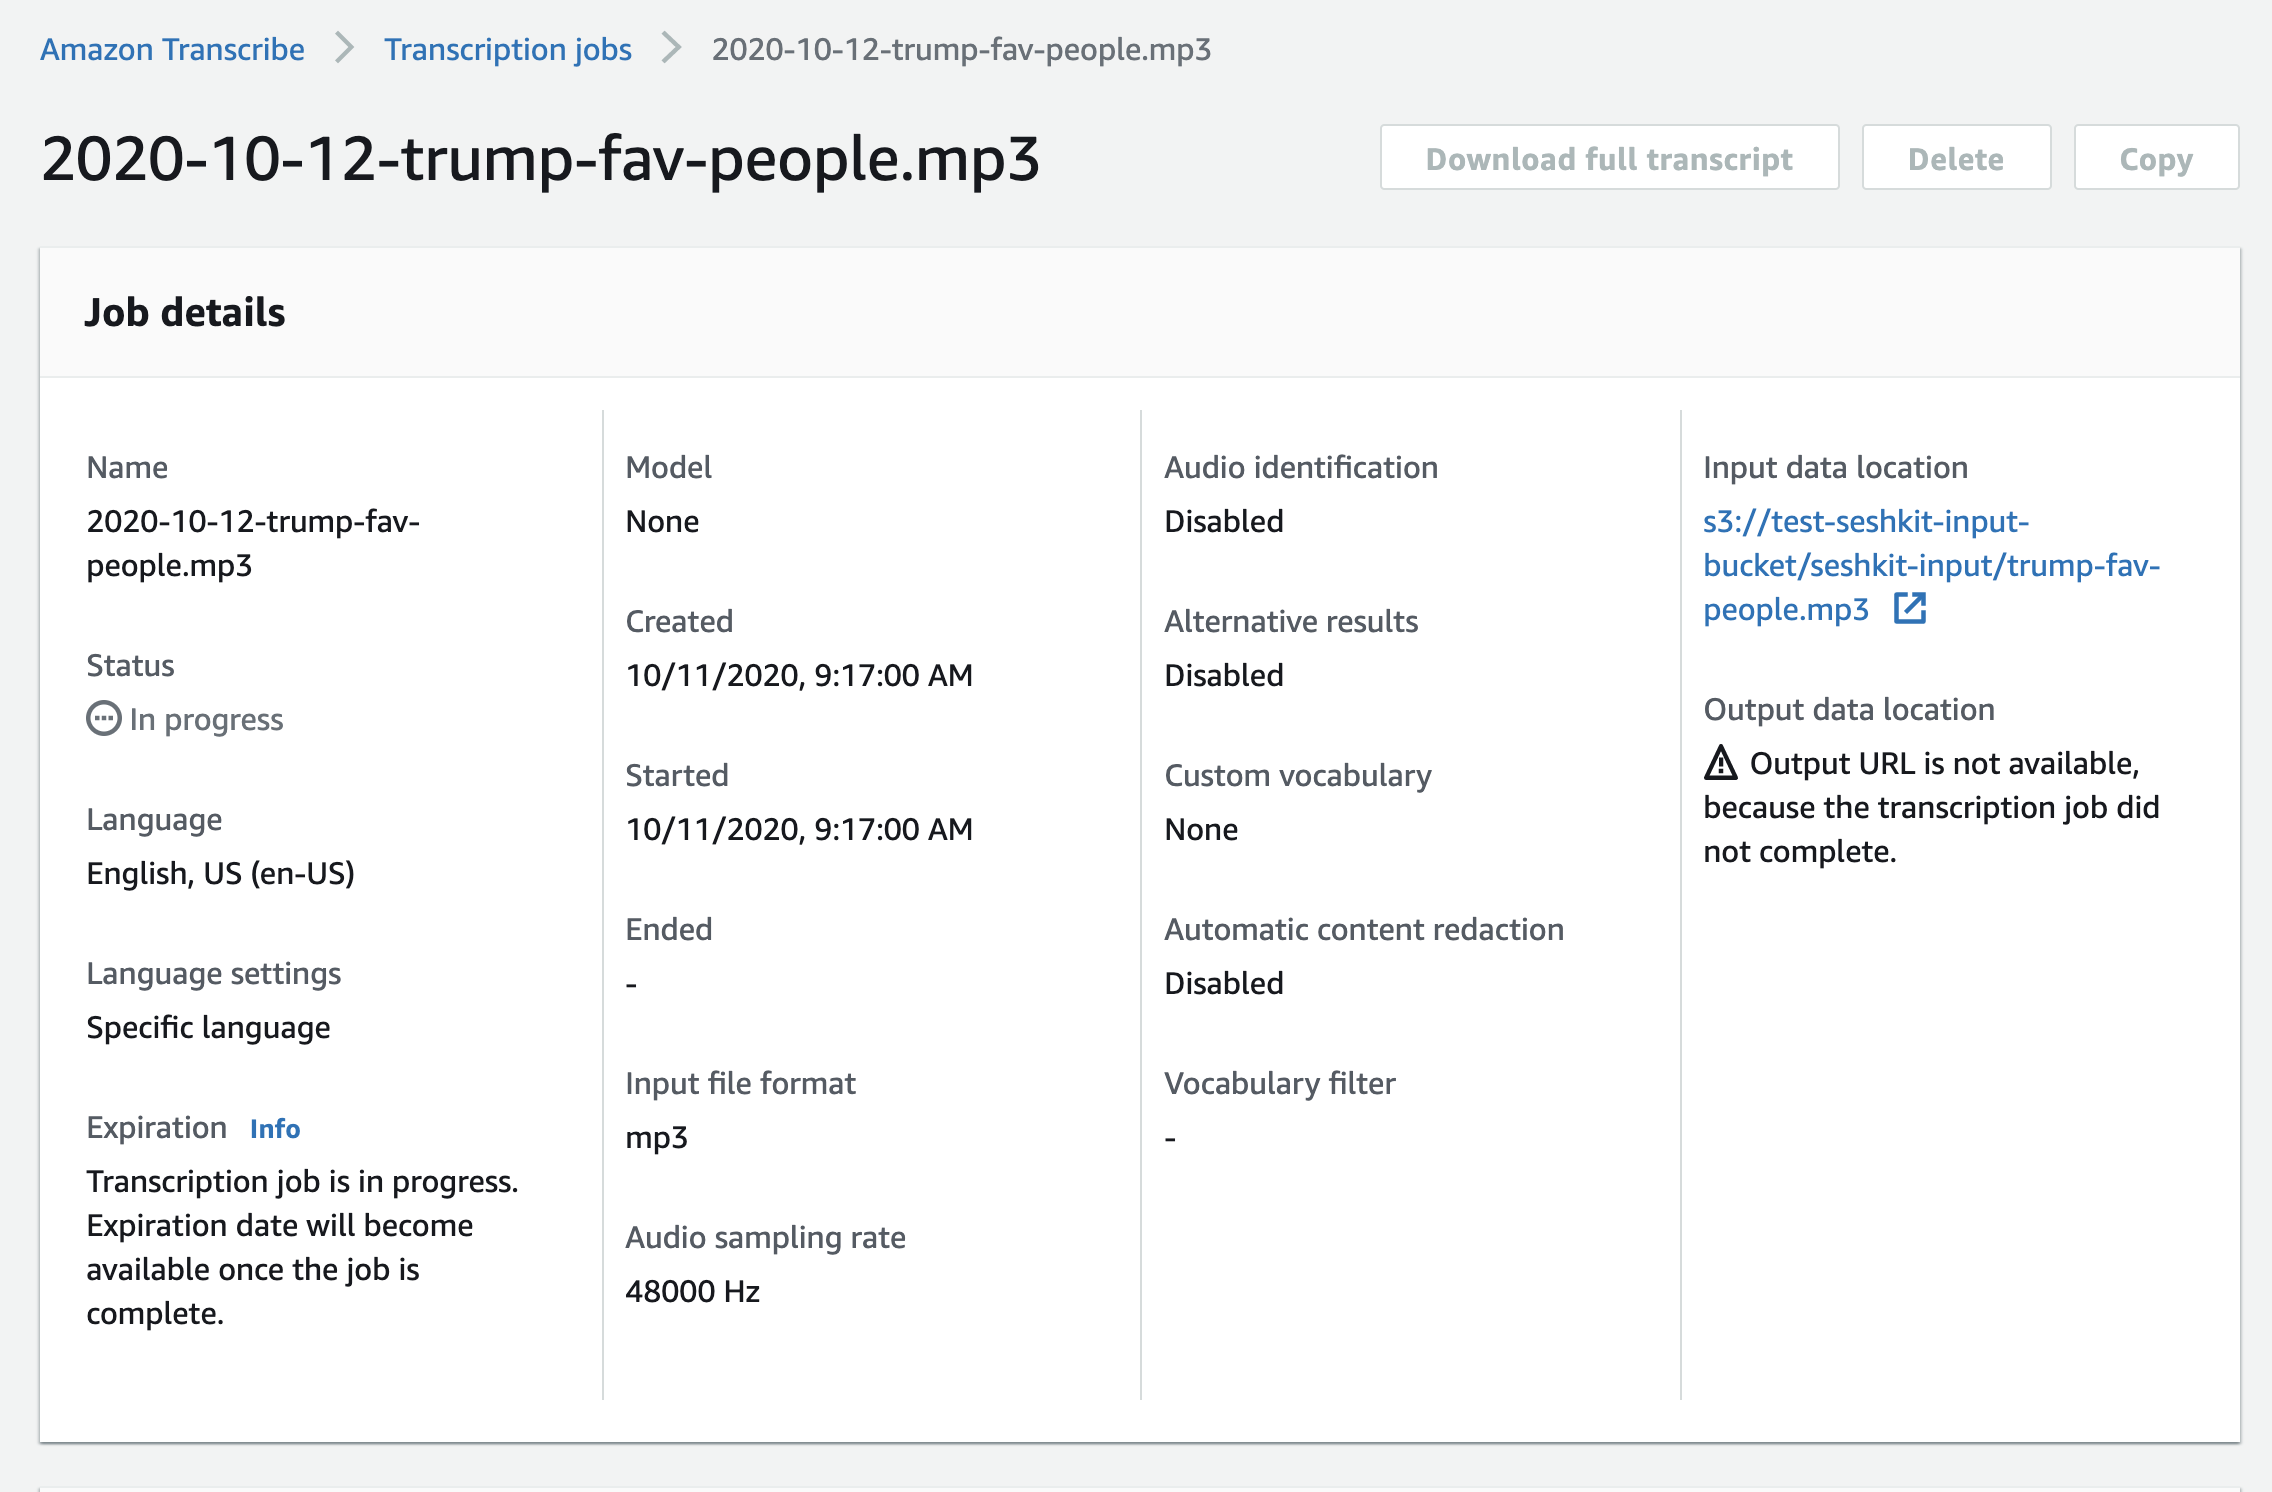 Amazon Transcribe > Transcription jobs > 2020-10-12-trump-fav-people.mp3
2020-10-12-trump-fav-people.mp3
Download full transcript
Delete
Copy
Job details
Name
2020-10-12-trump-fav-
people.mp3
Status
In progress
Language
English, US (en-US)
Language settings
Specific language
Expiration Info
Transcription job is in progress.
Expiration date will become
available once the job is
complete.
Model
None
Created
10/11/2020, 9:17:00 AM
Started
10/11/2020, 9:17:00 AM
Ended
-
Input file format
mp3
Audio sampling rate
48000 Hz
Audio identification
Disabled
Alternative results
Disabled
Custom vocabulary
None
Automatic content redaction
Disabled
Vocabulary filter
-
Input data location
s3://test-seshkit-input-
bucket/seshkit-input/trump-fav-
people.mp3
Output data location
Output URL is not available,
because the transcription job did
not complete.